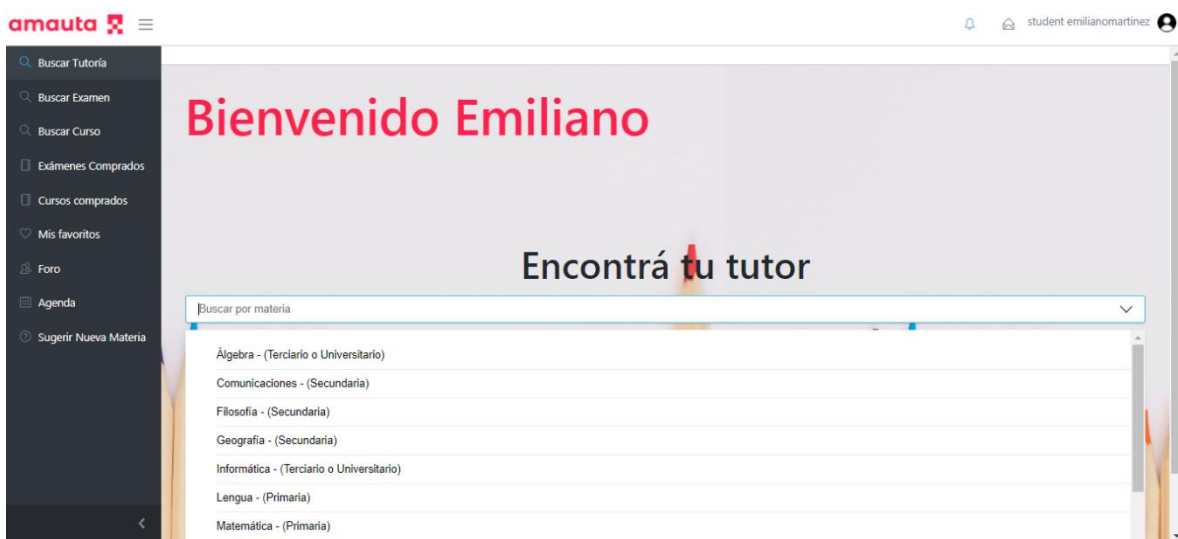 amauta
student emilianomartinez
Buscar Tutoría
Buscar Examen
Buscar Curso
Exámenes Comprados
Cursos comprados
Mis favoritos
Foro
Agenda
Sugerir Nueva Materia
Bienvenido Emiliano
Encontrá tu tutor
Buscar por materia
Álgebra - (Terciario o Universitario)
Comunicaciones - (Secundaria)
Filosofía - (Secundaria)
Geografía - (Secundaria)
Informática - (Terciario o Universitario)
Lengua - (Primaria)
Matemática - (Primaria)